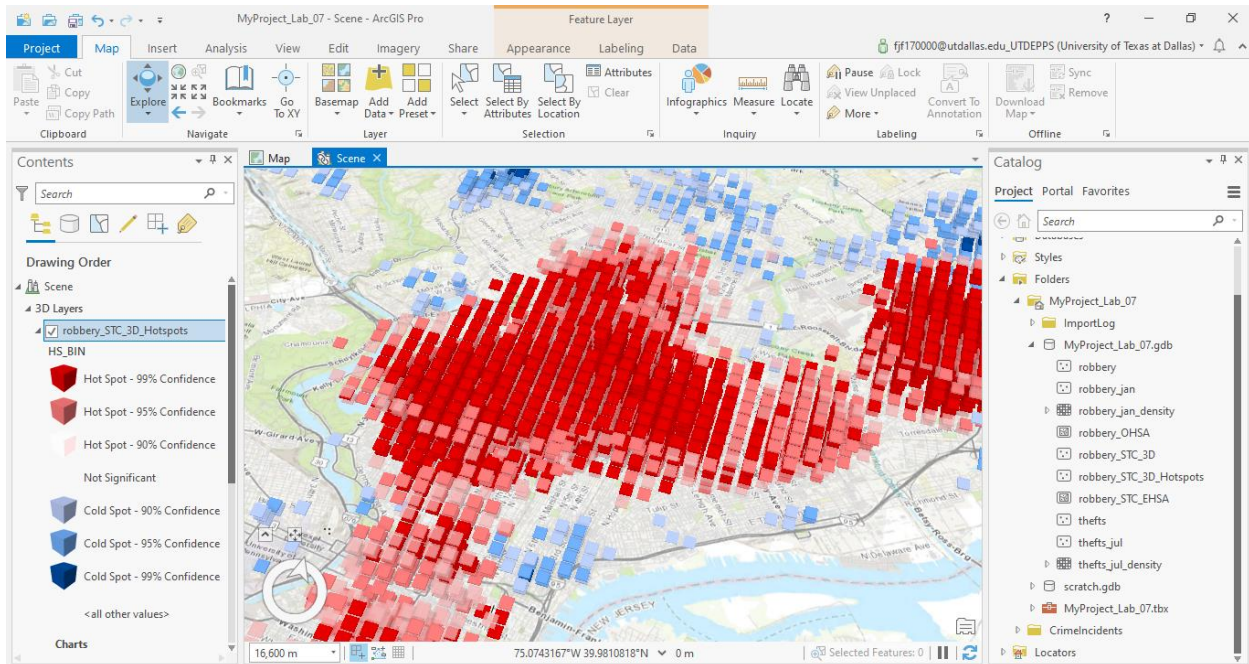 MyProject_Lab_07 - Scene - ArcGIS Pro
Feature Layer
?
Project Map Insert Analysis View Edit Imagery Share Appearance Labeling Data
fjf170000@utdallas.edu_UTDEPPS (University of Texas at Dallas)
Paste
Cut
Copy
Copy Path
Clipboard
Explore
Bookmarks
Go To XY
Navigate
Basemap
Add Data
Add Preset
Layer
Select
Select By Attributes
Select By Location
Attributes
Clear
Selection
Infographics
Measure
Locate
Inquiry
Pause
Lock
View Unplaced
More
Convert To Annotation
Labeling
Download Map
Sync
Remove
Offline
Contents
Search
Drawing Order
Scene
3D Layers
robbery_STC_3D_Hotspots
HS_BIN
Hot Spot - 99% Confidence
Hot Spot - 95% Confidence
Hot Spot - 90% Confidence
Not Significant
Cold Spot - 90% Confidence
Cold Spot - 95% Confidence
Cold Spot - 99% Confidence
<all other values>
Charts
Map
Scene
City-Ave
W-Girard-Ave
N Delaware Ave
NEW JERSEY
16,600 m
75.0743167°W 39.9810818°N
0 m
Selected Features: 0
Catalog
Project Portal Favorites
Search
Databases
Styles
Folders
MyProject_Lab_07
ImportLog
MyProject_Lab_07.gdb
robbery
robbery_jan
robbery_jan_density
robbery_OHSA
robbery_STC_3D
robbery_STC_3D_Hotspots
robbery_STC_EHSA
thefts
thefts_jul
thefts_jul_density
scratch.gdb
MyProject_Lab_07.tbx
CrimeIncidents
Locators